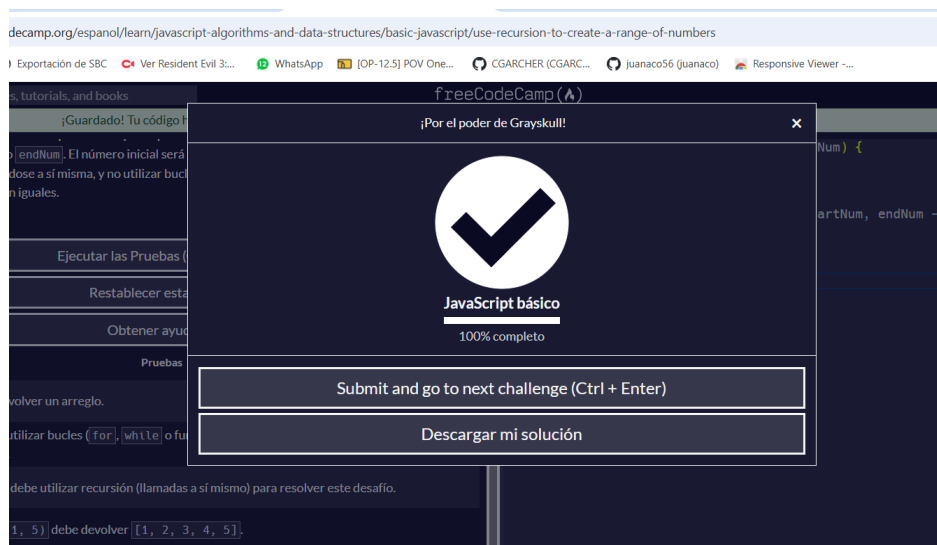 decamp.org/espanol/learn/javascript-algorithms-and-data-structures/basic-javascript/use-recursion-to-create-a-range-of-numbers
Exportación de SBC Ver Resident Evil 3:... WhatsApp [OP-12.5] POV One... CGARCHER (CGARC... juanaco56 (juanaco) Responsive Viewer -...
s, tutorials, and books
freeCodeCamp
¡Guardado! Tu código h
¡Por el poder de Grayskull!
×
o endNum. El número inicial será
dose a sí misma, y no utilizar bucl
n iguales.
Num) {
artNum, endNum -
Ejecutar las Pruebas (
Restablecer esta
Obtener ayud
Pruebas
JavaScript básico
100% completo
Submit and go to next challenge (Ctrl + Enter)
Descargar mi solución
volver un arreglo.
utilizar bucles (for, while o fu
debe utilizar recursión (llamadas a sí mismo) para resolver este desafío.
1, 5) debe devolver [1, 2, 3, 4, 5].